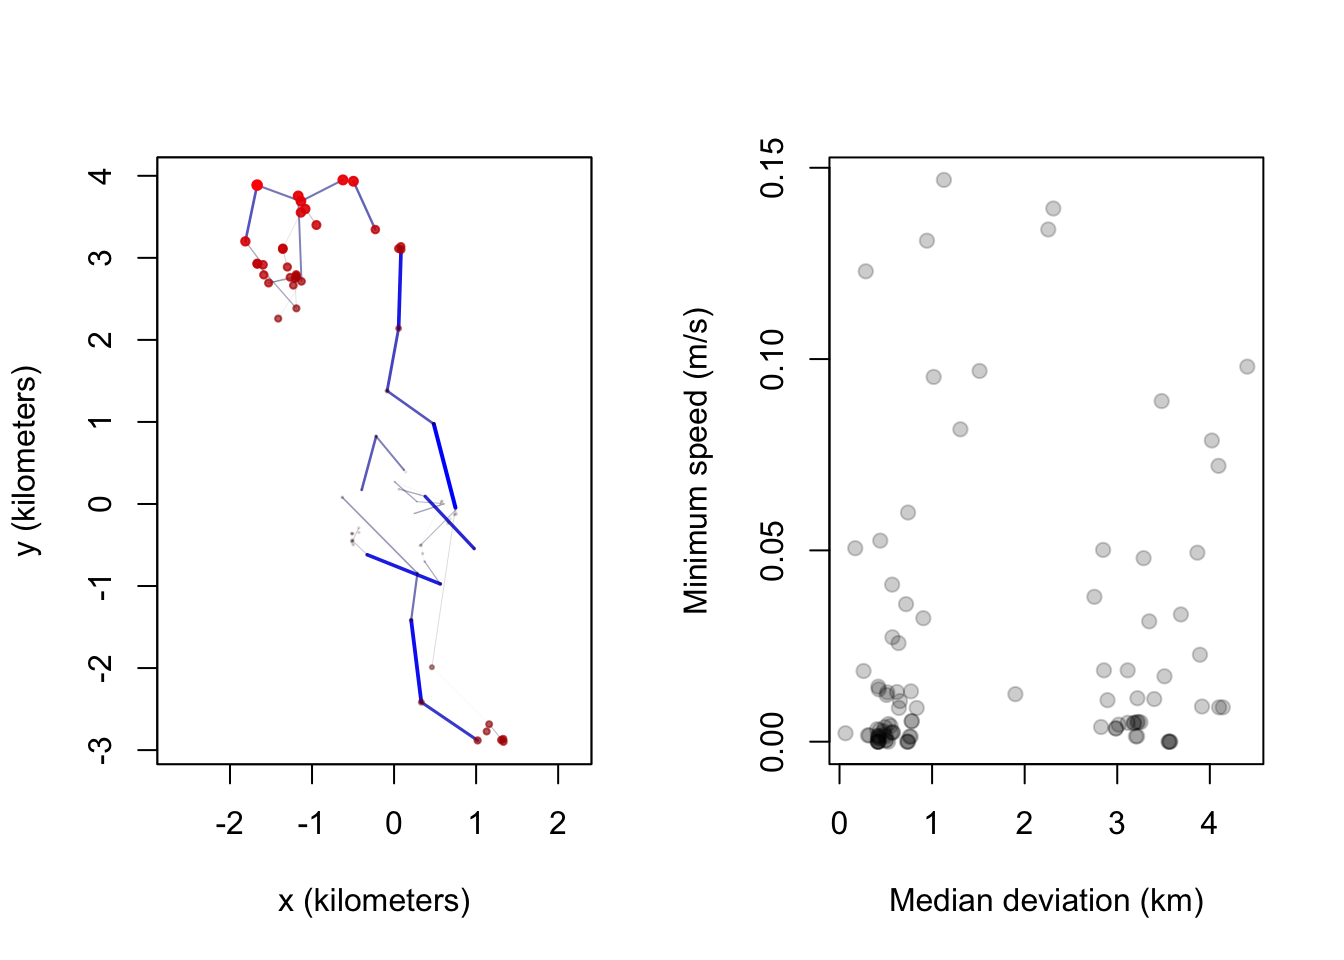 4
3
2
1
0
-1
-2
-3
y (kilometers)
-2 -1 0 1 2
x (kilometers)
0.15
0.10
0.05
0.00
Minimum speed (m/s)
0 1 2 3 4
Median deviation (km)